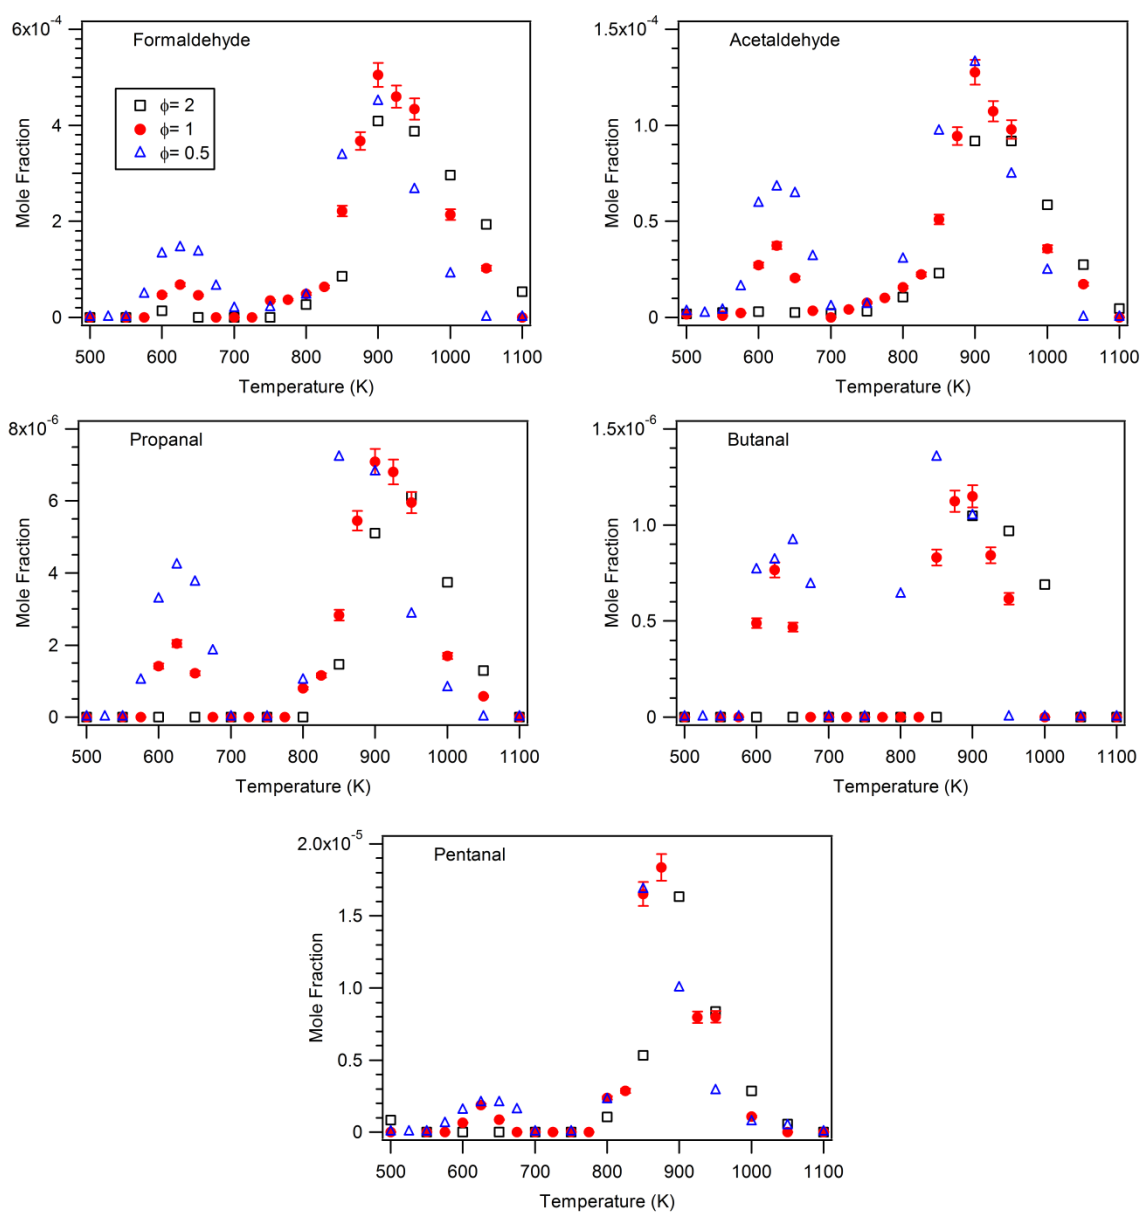 6x10⁻⁴
4
2
0
Mole Fraction
Formaldehyde
ϕ= 2
ϕ= 1
ϕ= 0.5
500 600 700 800 900 1000 1100
Temperature (K)
1.5x10⁻⁴
1.0
0.5
0
Mole Fraction
Acetaldehyde
500 600 700 800 900 1000 1100
Temperature (K)
8x10⁻⁶
6
4
2
0
Mole Fraction
Propanal
500 600 700 800 900 1000 1100
Temperature (K)
1.5x10⁻⁶
1.0
0.5
0
Mole Fraction
Butanal
500 600 700 800 900 1000 1100
Temperature (K)
2.0x10⁻⁵
1.5
1.0
0.5
0
Mole Fraction
Pentanal
500 600 700 800 900 1000 1100
Temperature (K)